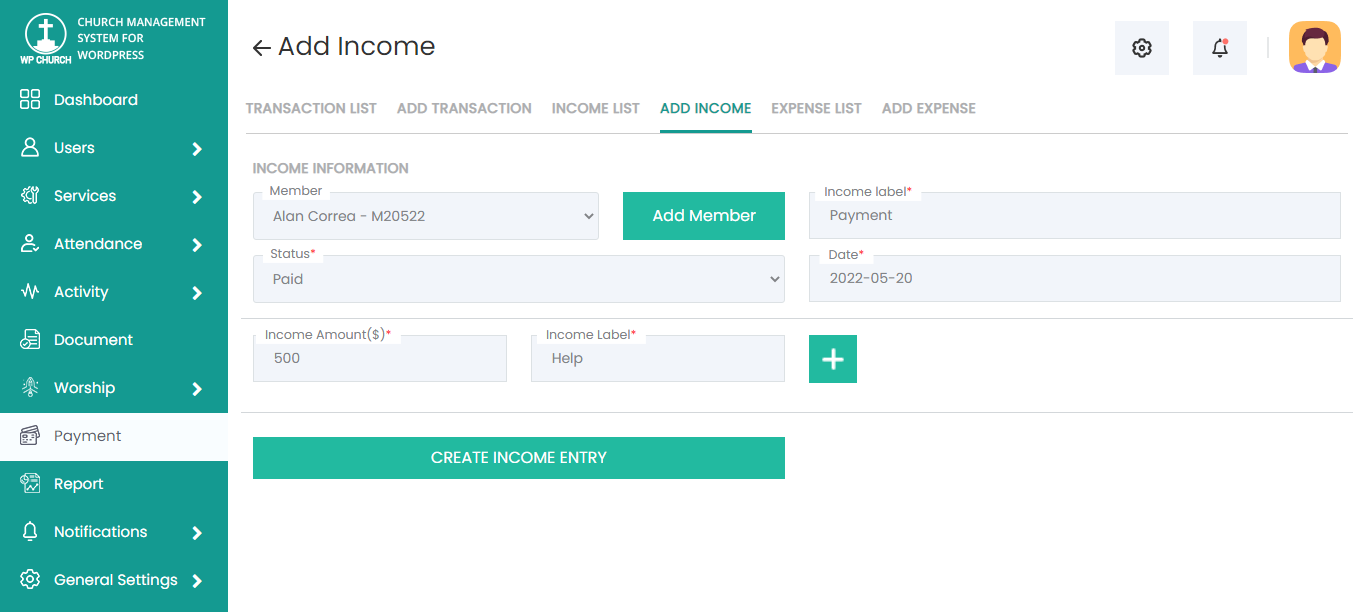 CHURCH MANAGEMENT
SYSTEM FOR
WORDPRESS
WP CHURCH
Dashboard
Users
Services
Attendance
Activity
Document
Worship
Payment
Report
Notifications
General Settings
Add Income
TRANSACTION LIST ADD TRANSACTION INCOME LIST ADD INCOME EXPENSE LIST ADD EXPENSE
INCOME INFORMATION
Member
Alan Correa - M20522
Add Member
Income label*
Payment
Status*
Paid
Date*
2022-05-20
Income Amount($)*
500
Income Label*
Help
+
CREATE INCOME ENTRY